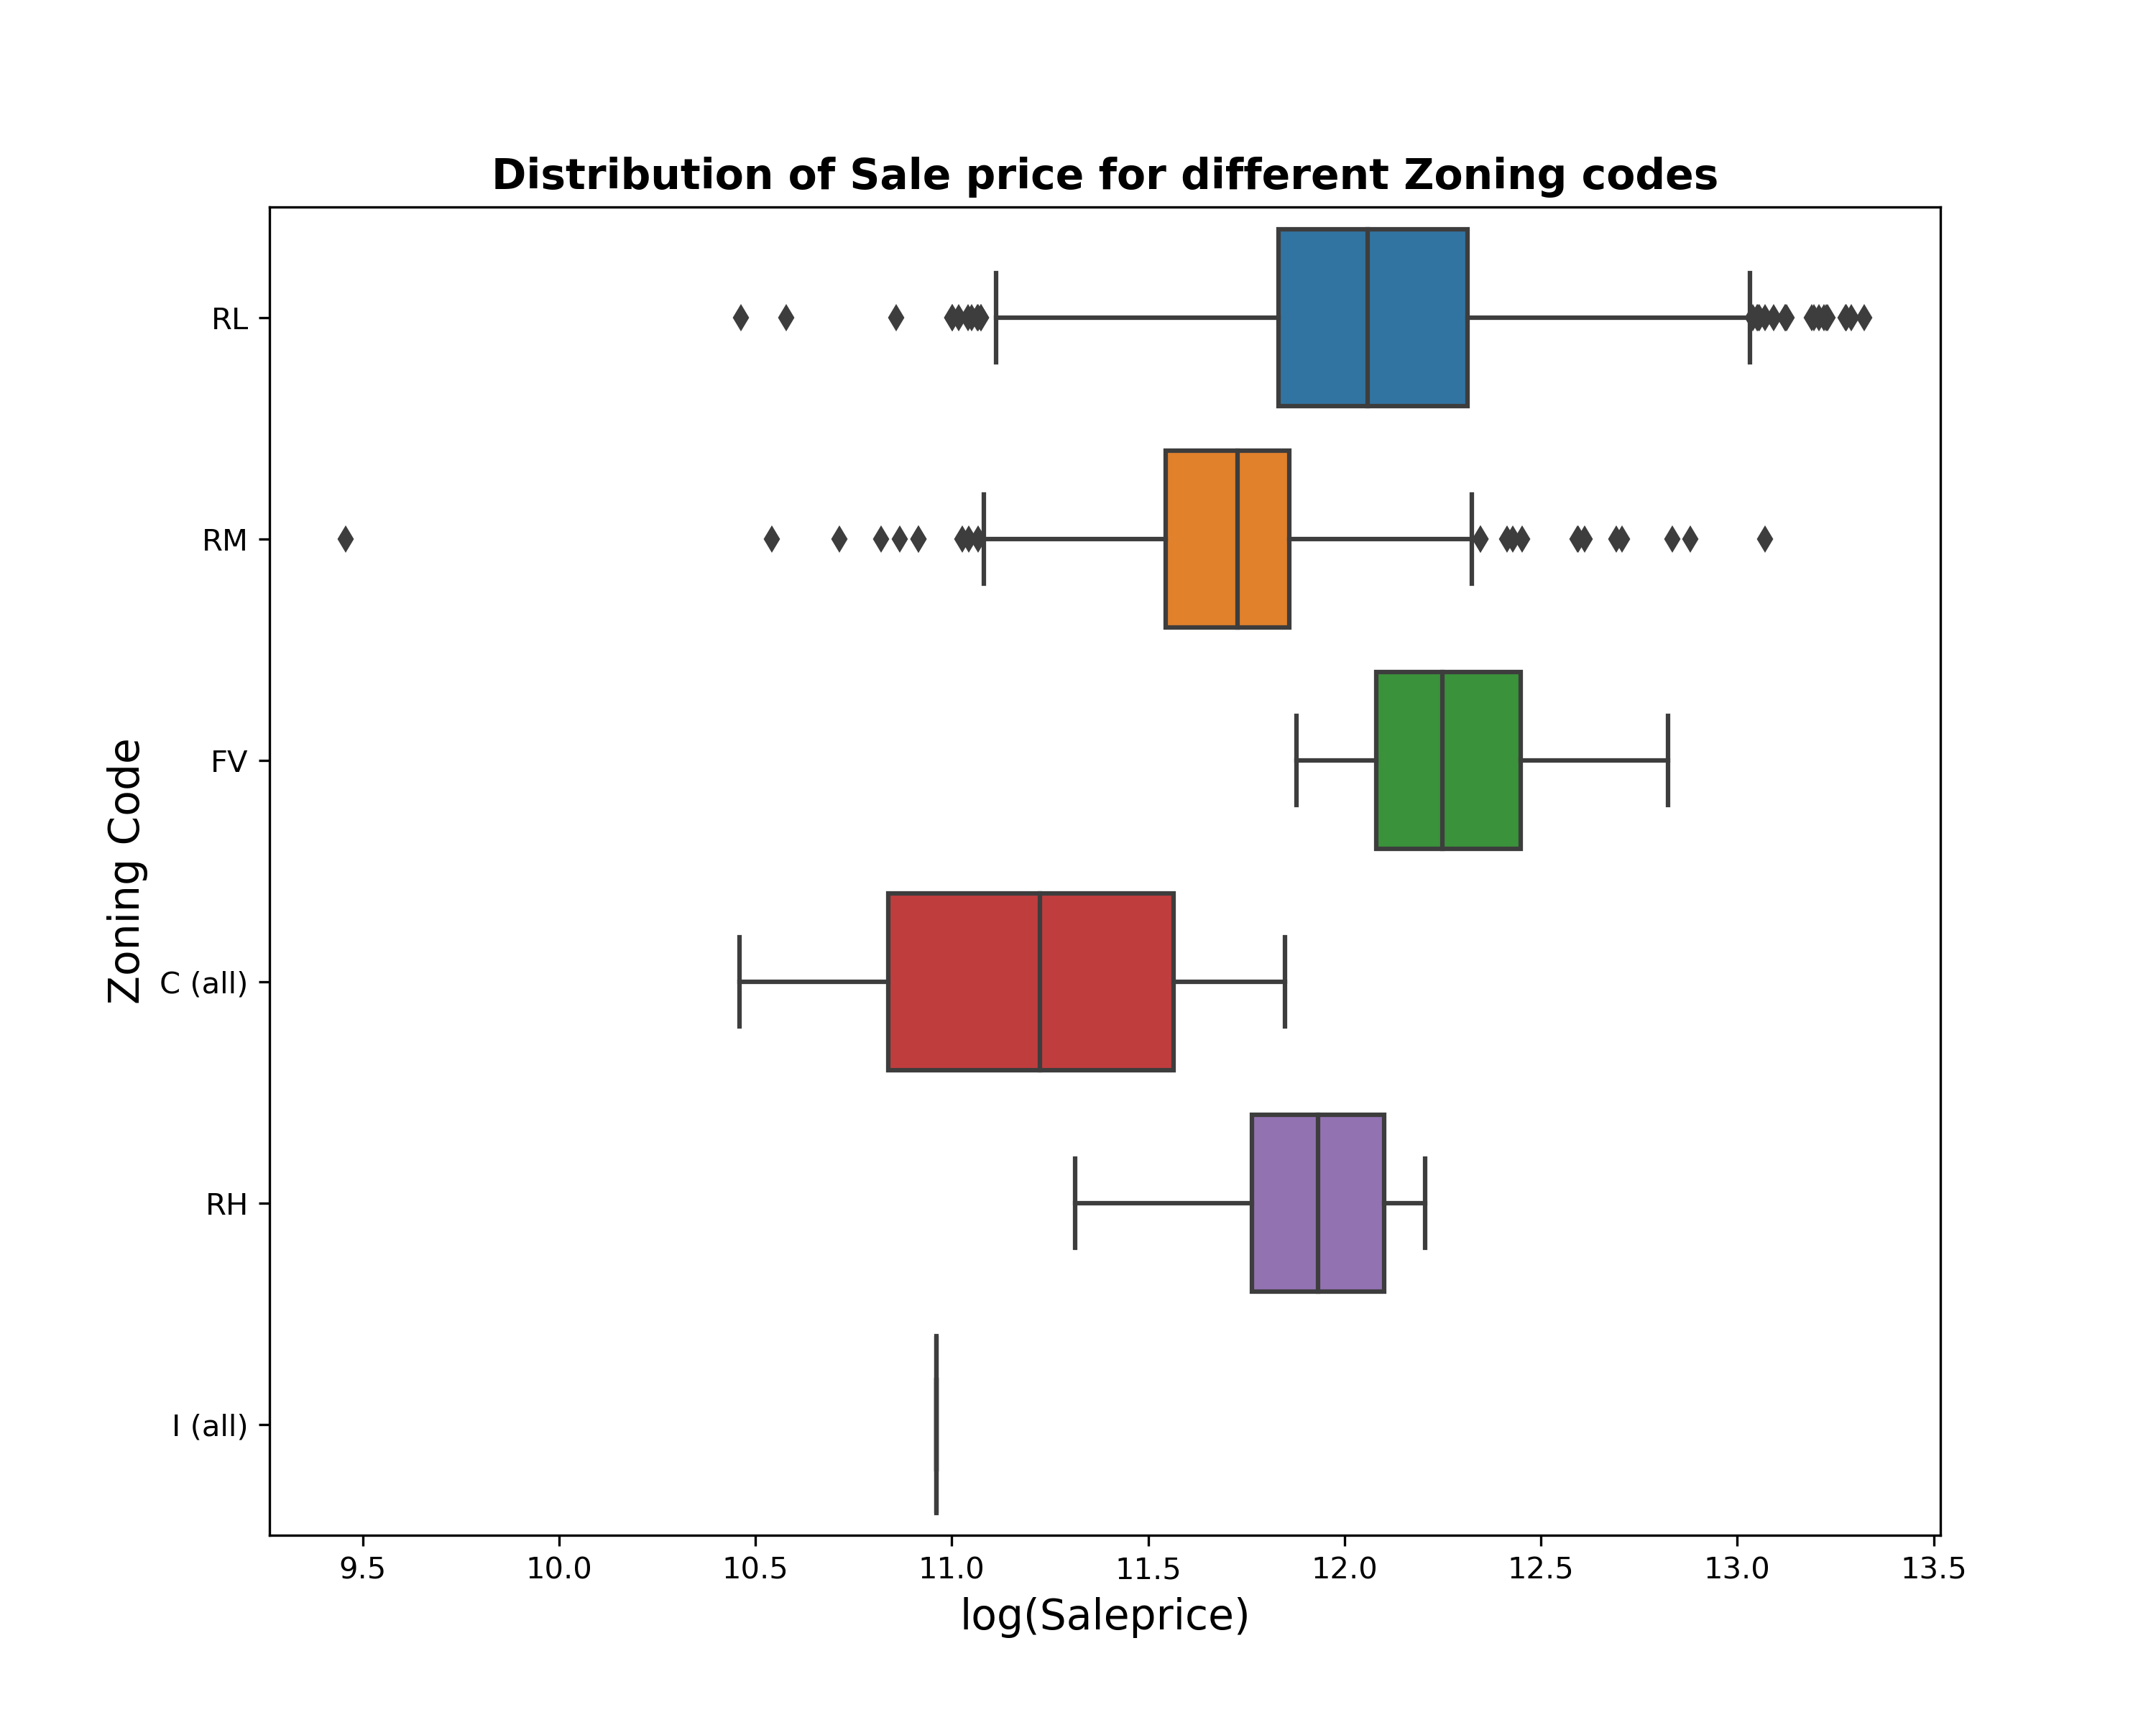 Distribution of Sale price for different Zoning codes
RL
RM
FV
C (all)
RH
I (all)
Zoning Code
9.5 10.0 10.5 11.0 11.5 12.0 12.5 13.0 13.5
log(Saleprice)